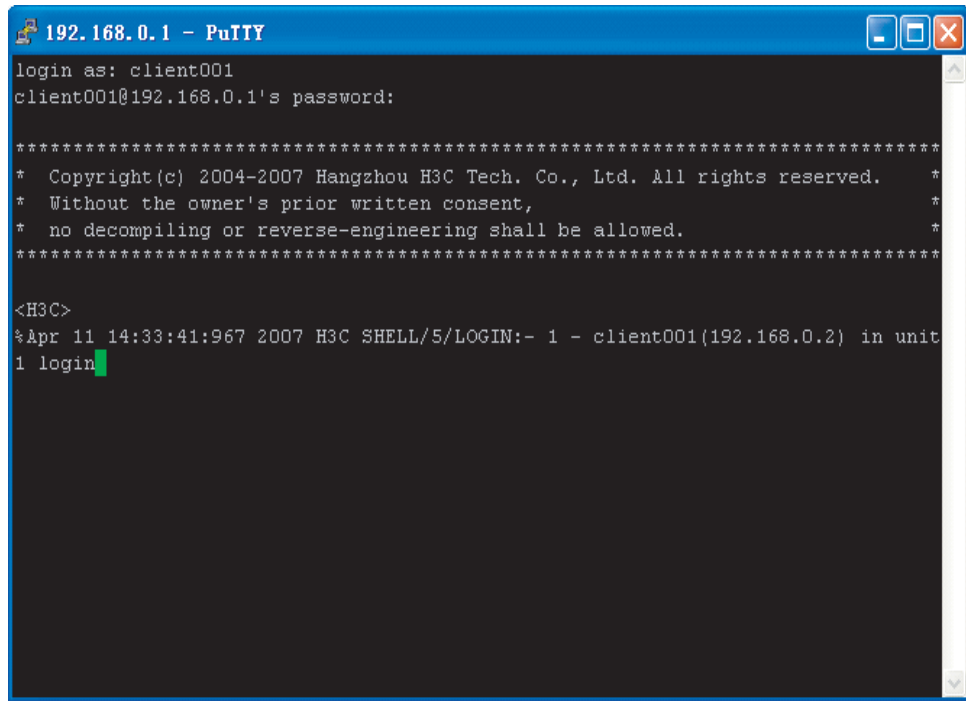 192.168.0.1 - PuTTY
login as: client001
client001@192.168.0.1's password:
********************************************************************************
*  Copyright(c) 2004-2007 Hangzhou H3C Tech. Co., Ltd. All rights reserved.    *
*  Without the owner's prior written consent,                                  *
*  no decompiling or reverse-engineering shall be allowed.                     *
********************************************************************************
<H3C>
%Apr 11 14:33:41:967 2007 H3C SHELL/5/LOGIN:- 1 - client001(192.168.0.2) in unit
1 login